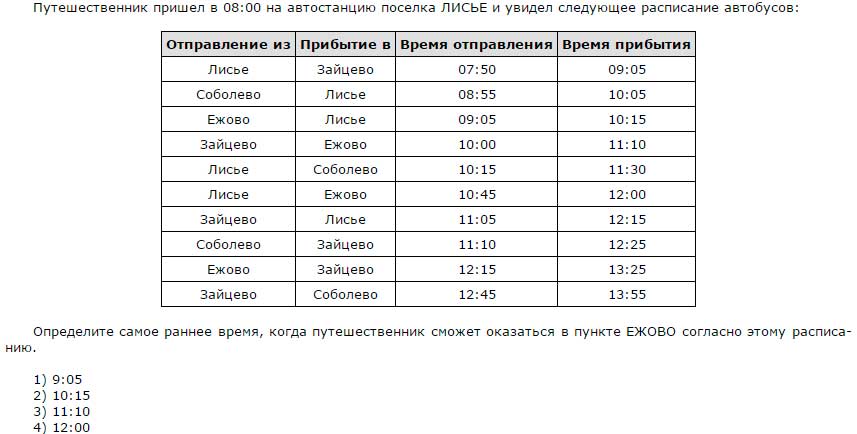 Путешественник пришел в 08:00 на автостанцию поселка ЛИСЬЕ и увидел следующее расписание автобусов:
Отправление из Прибытие в Время отправления Время прибытия
Лисье Зайцево 07:50 09:05
Соболево Лисье 08:55 10:05
Ежово Лисье 09:05 10:15
Зайцево Ежово 10:00 11:10
Лисье Соболево 10:15 11:30
Лисье Ежово 10:45 12:00
Зайцево Лисье 11:05 12:15
Соболево Зайцево 11:10 12:25
Ежово Зайцево 12:15 13:25
Зайцево Соболево 12:45 13:55
Определите самое раннее время, когда путешественник сможет оказаться в пункте ЕЖОВО согласно этому расписа-
нию.
1) 9:05
2) 10:15
3) 11:10
4) 12:00